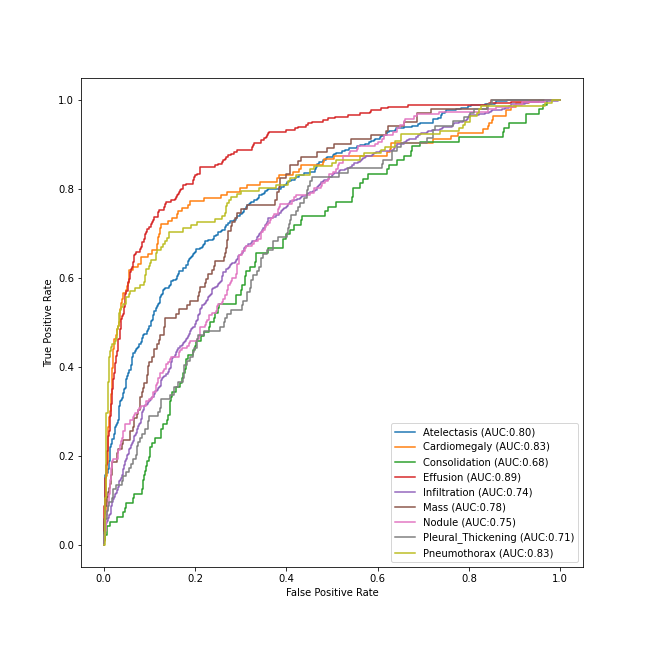 1.0
0.8
0.6
0.4
0.2
0.0
True Positive Rate
Atelectasis (AUC:0.80)
Cardiomegaly (AUC:0.83)
Consolidation (AUC:0.68)
Effusion (AUC:0.89)
Infiltration (AUC:0.74)
Mass (AUC:0.78)
Nodule (AUC:0.75)
Pleural_Thickening (AUC:0.71)
Pneumothorax (AUC:0.83)
0.0 0.2 0.4 0.6 0.8 1.0
False Positive Rate